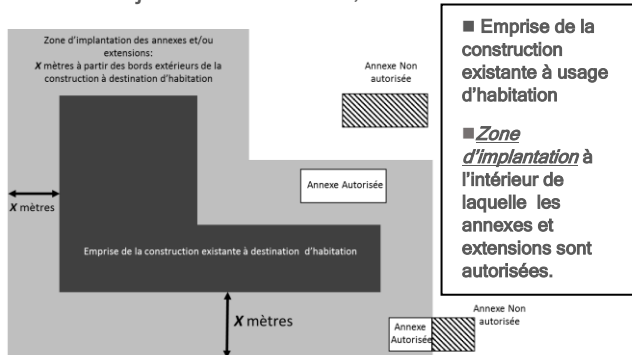 Zone d'implantation des annexes et/ou
extensions:
X mètres à partir des bords extérieurs de la
construction à destination d'habitation
Annexe Non
autorisée
Annexe Autorisée
X mètres
Emprise de la construction existante à destination d'habitation
X mètres
Annexe
Autorisée
Annexe Non
autorisée
■ Emprise de la
construction
existante à usage
d'habitation
■Zone
d'implantation à
l'intérieur de
laquelle les
annexes et
extensions sont
autorisées.